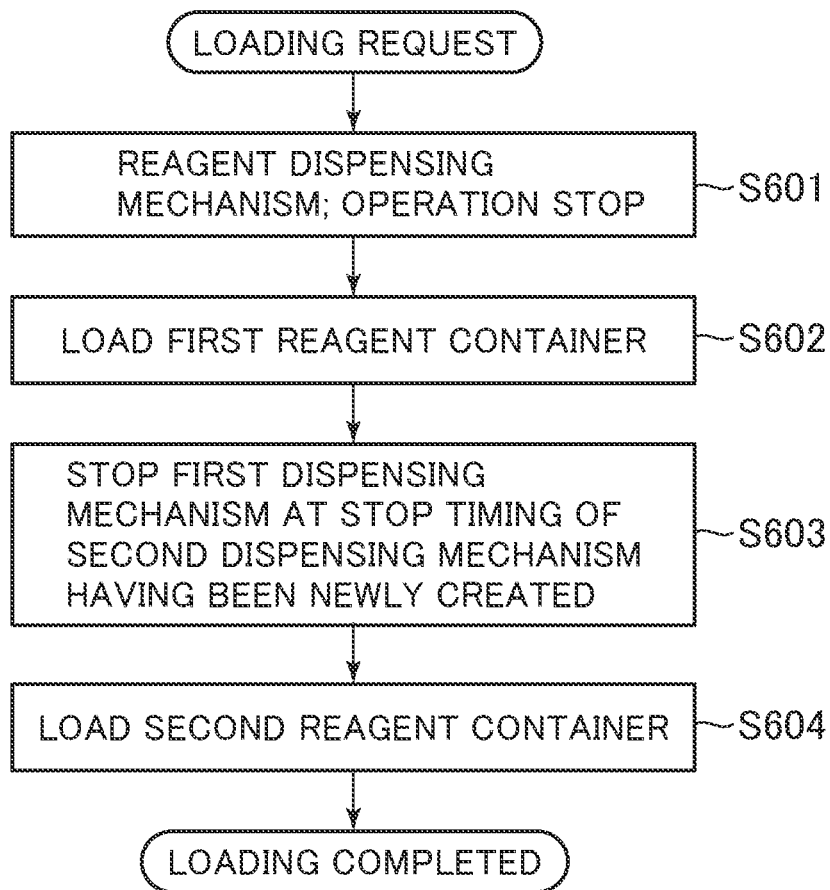 LOADING REQUEST
REAGENT DISPENSING
MECHANISM; OPERATION STOP
S601
LOAD FIRST REAGENT CONTAINER
S602
STOP FIRST DISPENSING
MECHANISM AT STOP TIMING OF
SECOND DISPENSING MECHANISM
HAVING BEEN NEWLY CREATED
S603
LOAD SECOND REAGENT CONTAINER
S604
LOADING COMPLETED